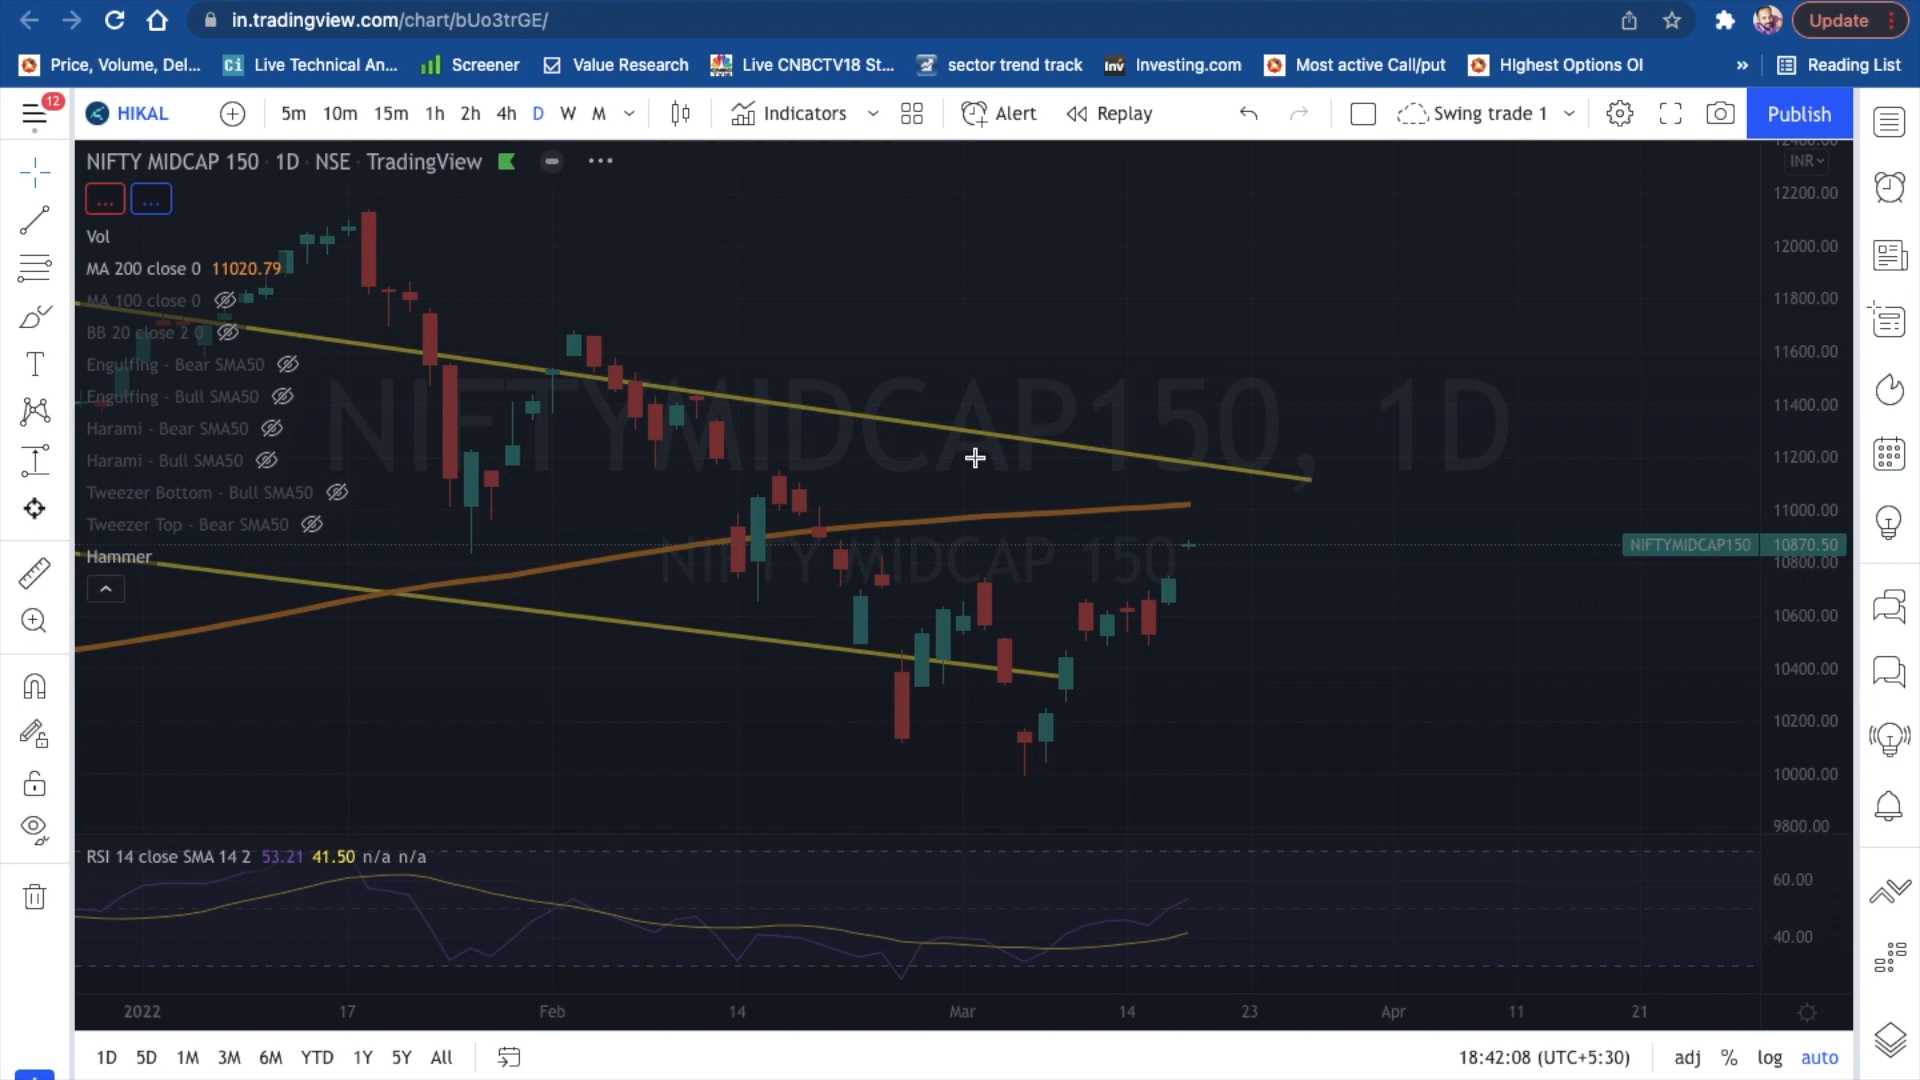 in.tradingview.com/chart/bUo3trGE/
Update
Price, Volume, Del...
Ci Live Technical An...
Screener
Value Research
Live CNBCTV18 St...
sector trend track
Inv Investing.com
Most active Call/put
HIghest Options OI
»
Reading List
12
HIKAL
5m 10m 15m 1h 2h 4h D W M
Indicators
Alert
Replay
Swing trade 1
Publish
NIFTY MIDCAP 150 · 1D · NSE · TradingView
... ...
Vol
MA 200 close 0 11020.79
MA 100 close 0
BB 20 close 2 0
Engulfing - Bear SMA50
Engulfing - Bull SMA50
Harami - Bear SMA50
Harami - Bull SMA50
Tweezer Bottom - Bull SMA50
Tweezer Top - Bear SMA50
Hammer
NIFTYMIDCAP150, 1D
NIFTY MIDCAP 150
INR
12400.00
12200.00
12000.00
11800.00
11600.00
11400.00
11200.00
11000.00
NIFTYMIDCAP150 10870.50
10800.00
10600.00
10400.00
10200.00
10000.00
9800.00
RSI 14 close SMA 14 2 53.21 41.50 n/a n/a
60.00
40.00
2022 17 Feb 14 Mar 14 23 Apr 11 21
1D 5D 1M 3M 6M YTD 1Y 5Y All
18:42:08 (UTC+5:30) adj % log auto